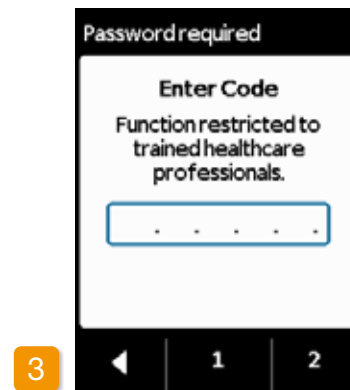 Password required
Enter Code
Function restricted to
trained healthcare
professionals.
. . . . .
3
1
2